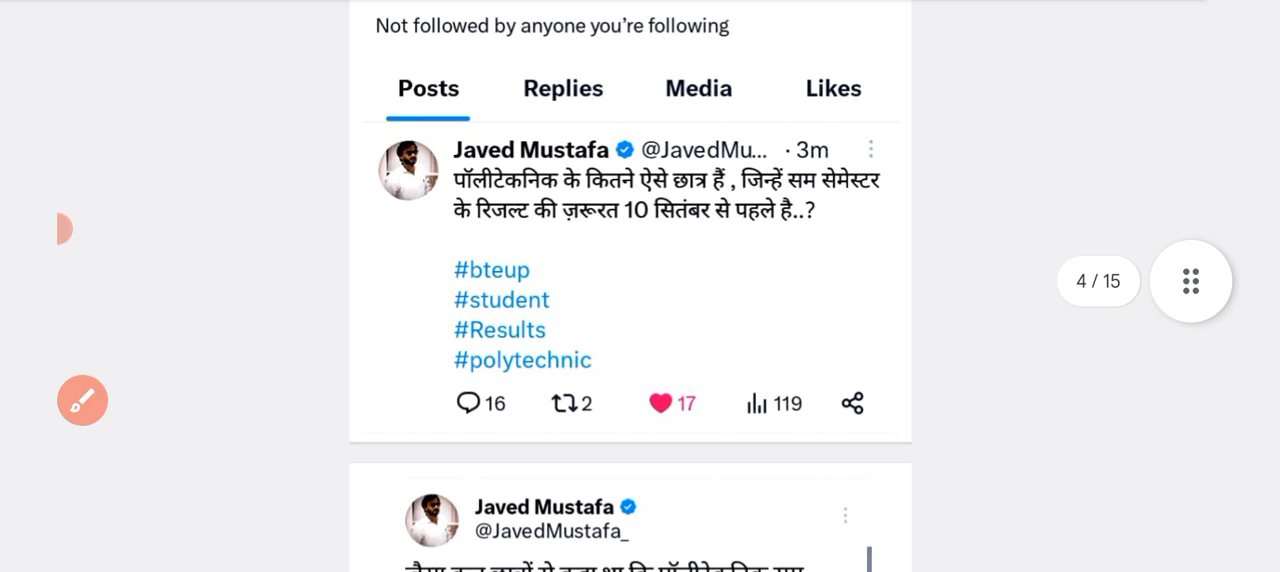 Not followed by anyone you're following
Posts Replies Media Likes
Javed Mustafa @JavedMu... · 3m
पॉलीटेकनिक के कितने ऐसे छात्र हैं , जिन्हें सम सेमेस्टर
के रिजल्ट की ज़रूरत 10 सितंबर से पहले है..?
#bteup
#student
#Results
#polytechnic
16 2 17 119
4 / 15
Javed Mustafa
@JavedMustafa_